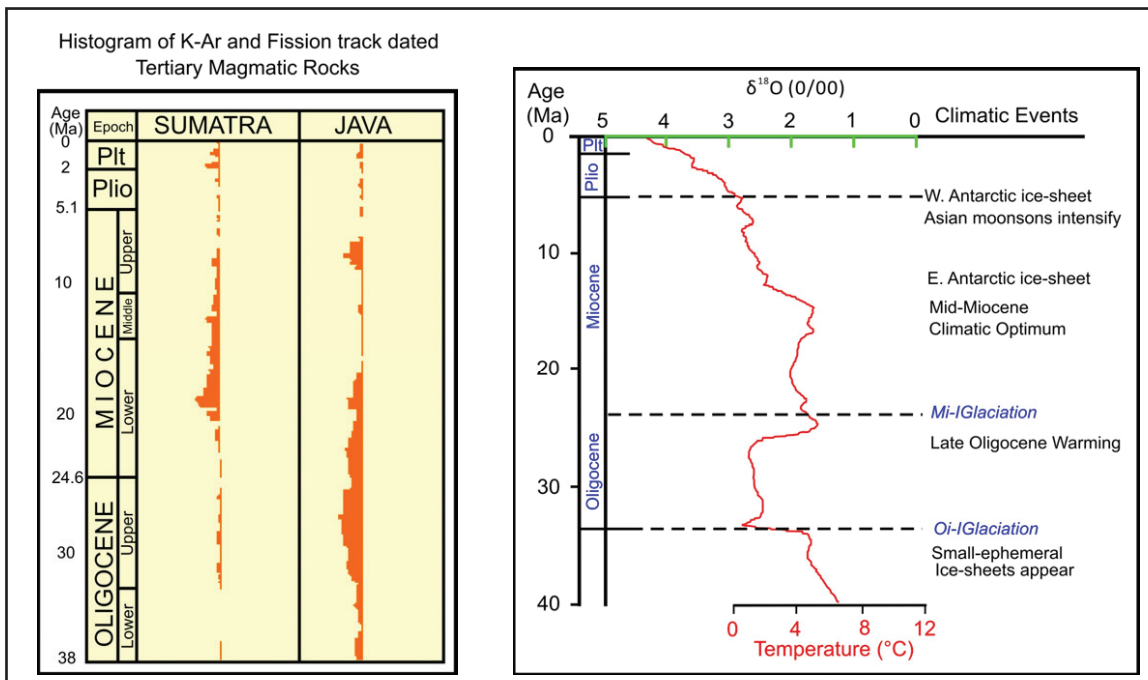 Histogram of K-Ar and Fission track dated
Tertiary Magmatic Rocks
Age
(Ma)
Epoch
SUMATRA
JAVA
0
Plt
2
Plio
5.1
MIOCENE
Upper
10
Middle
Lower
20
24.6
OLIGOCENE
Upper
30
Lower
38
Age
(Ma)
δ18O (0/00)
Climatic Events
5 4 3 2 1 0
0
Plt
Plio
W. Antarctic ice-sheet
Asian moonsons intensify
10
Miocene
E. Antarctic ice-sheet
Mid-Miocene
Climatic Optimum
20
Mi-IGlaciation
Late Oligocene Warming
Oligocene
30
Oi-IGlaciation
Small-ephemeral
Ice-sheets appear
40
0 4 8 12
Temperature (°C)